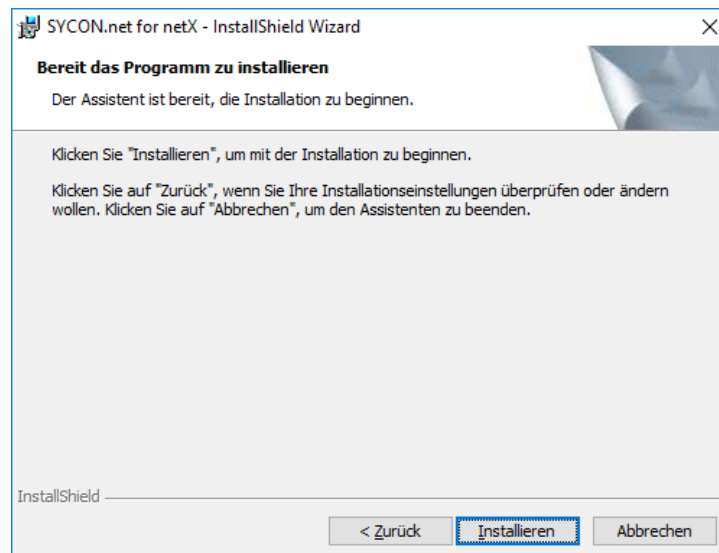 SYCON.net for netX - InstallShield Wizard
Bereit das Programm zu installieren
Der Assistent ist bereit, die Installation zu beginnen.
Klicken Sie "Installieren", um mit der Installation zu beginnen.
Klicken Sie auf "Zurück", wenn Sie Ihre Installationseinstellungen überprüfen oder ändern
wollen. Klicken Sie auf "Abbrechen", um den Assistenten zu beenden.
InstallShield
< Zurück Installieren Abbrechen